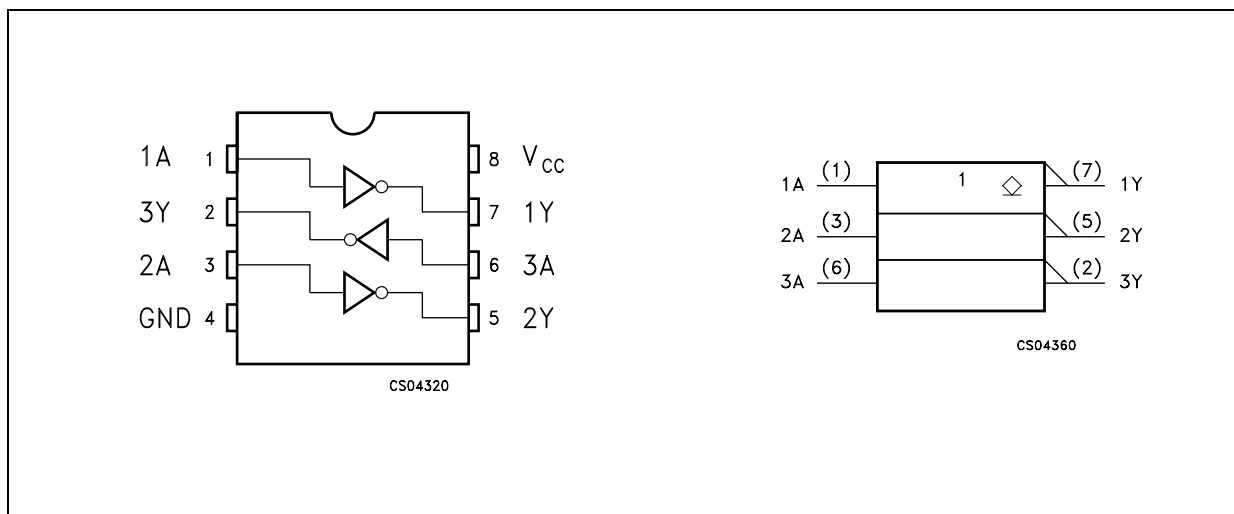 1A 1 8 VCC
3Y 2 7 1Y
2A 3 6 3A
GND 4 5 2Y
CS04320
1
1A (1) (7) 1Y
2A (3) (5) 2Y
3A (6) (2) 3Y
CS04360